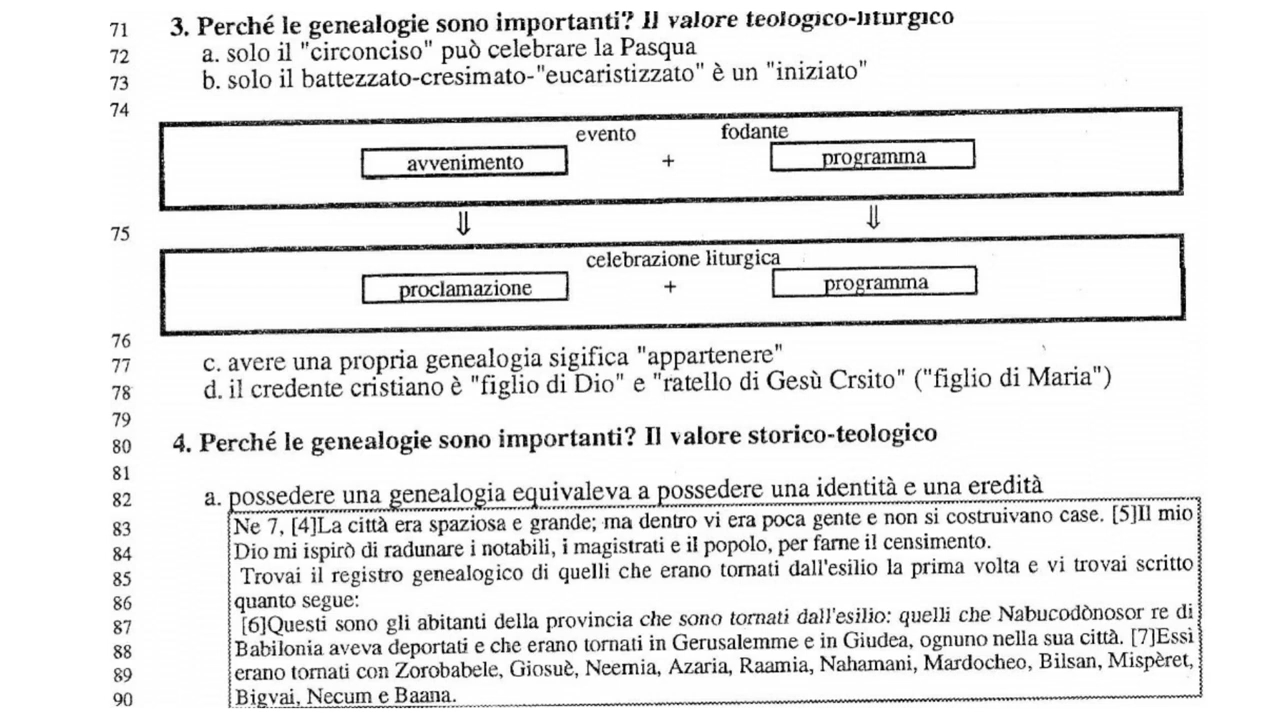 71 3. Perché le genealogie sono importanti? Il valore teologico-liturgico
72 a. solo il "circonciso" può celebrare la Pasqua
73 b. solo il battezzato-cresimato-"eucaristizzato" è un "iniziato"
74
evento fodante
avvenimento + programma
75 ⇓ ⇓
celebrazione liturgica
proclamazione + programma
76
77 c. avere una propria genealogia sigifica "appartenere"
78 d. il credente cristiano è "figlio di Dio" e "ratello di Gesù Crsito" ("figlio di Maria")
79
80 4. Perché le genealogie sono importanti? Il valore storico-teologico
81
82 a. possedere una genealogia equivaleva a possedere una identità e una eredità
83 Ne 7, [4]La città era spaziosa e grande; ma dentro vi era poca gente e non si costruivano case. [5]Il mio
84 Dio mi ispirò di radunare i notabili, i magistrati e il popolo, per farne il censimento.
85 Trovai il registro genealogico di quelli che erano tornati dall'esilio la prima volta e vi trovai scritto
86 quanto segue:
87 [6]Questi sono gli abitanti della provincia che sono tornati dall'esilio: quelli che Nabucodònosor re di
88 Babilonia aveva deportati e che erano tornati in Gerusalemme e in Giudea, ognuno nella sua città. [7]Essi
89 erano tornati con Zorobabele, Giosuè, Neemia, Azaria, Raamia, Nahamani, Mardocheo, Bilsan, Mispèret,
90 Bigvai, Necum e Baana.